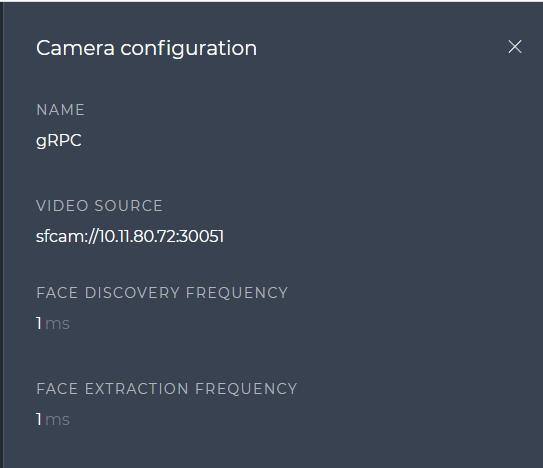 Camera configuration
NAME
gRPC
VIDEO SOURCE
sfcam://10.11.80.72:30051
FACE DISCOVERY FREQUENCY
1 ms
FACE EXTRACTION FREQUENCY
1 ms